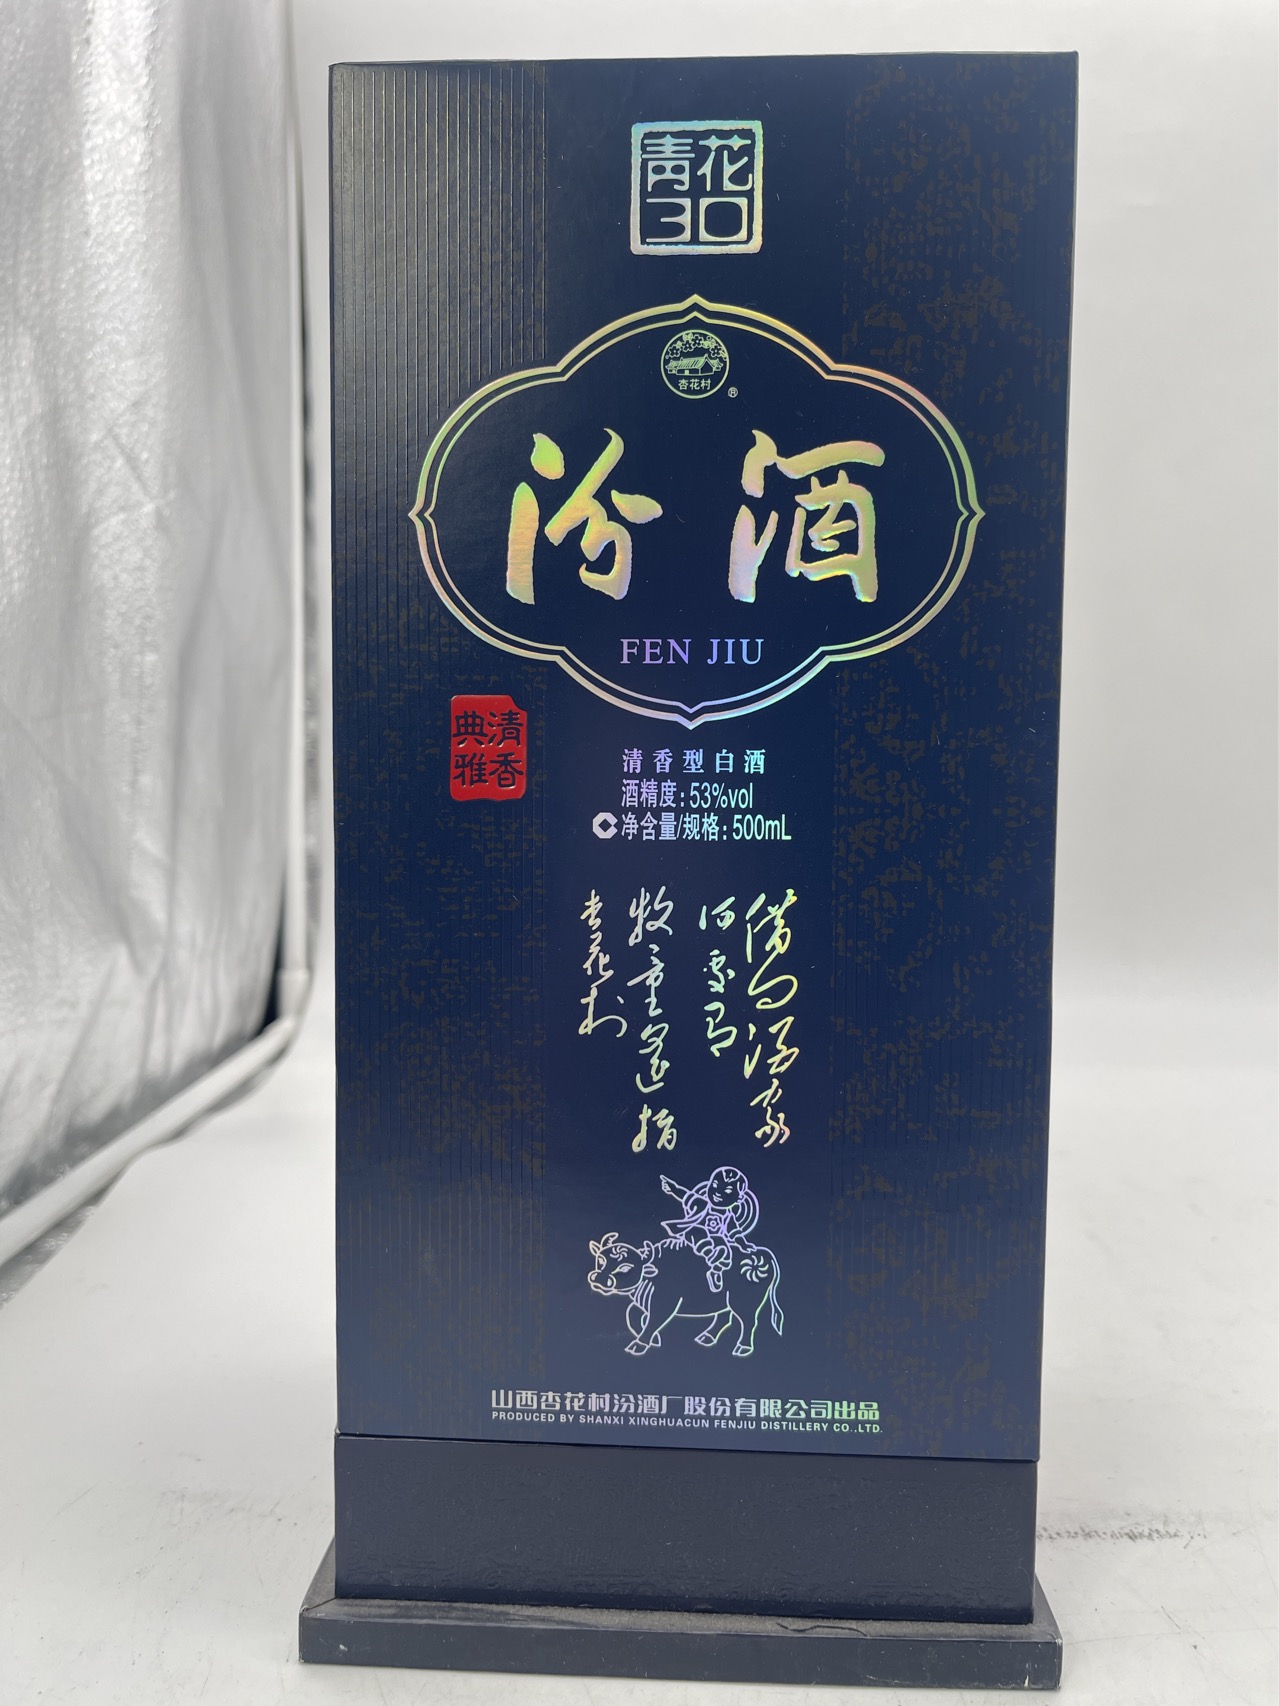 青花
30
杏花村
®
汾酒
FEN JIU
清香
典雅
清香型白酒
酒精度:53%vol
净含量/规格:500mL
借问酒家
何处有
牧童遥指
杏花村
山西杏花村汾酒厂股份有限公司出品
PRODUCED BY SHANXI XINGHUACUN FENJIU DISTILLERY CO.,LTD.